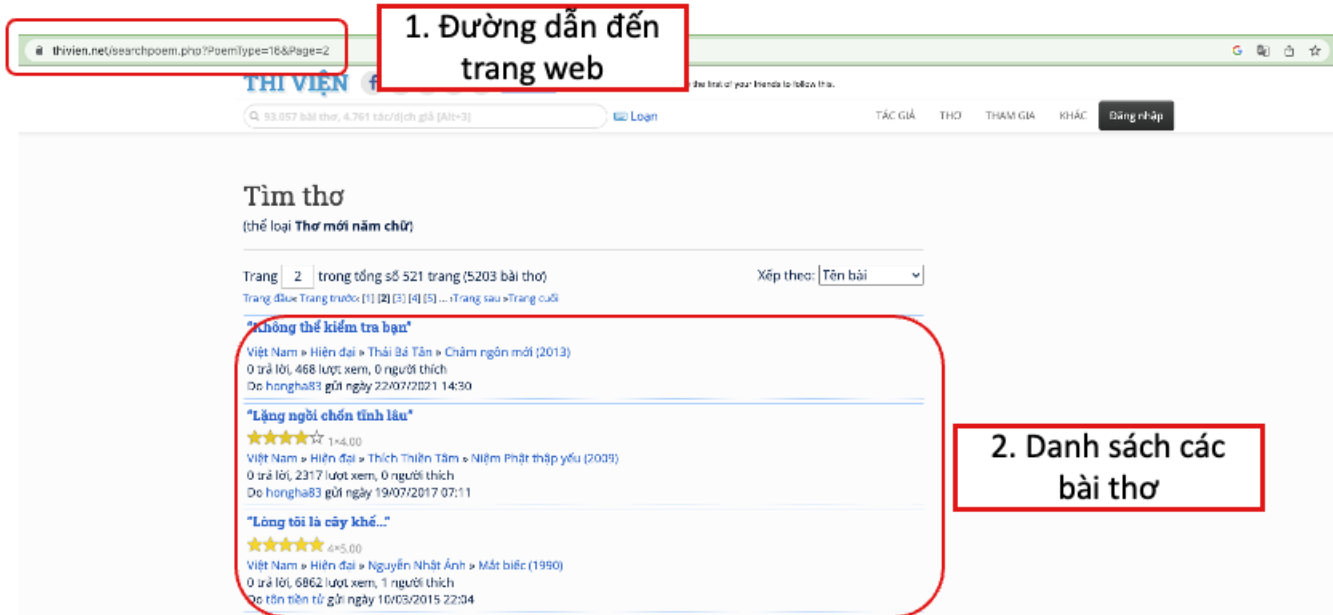 1. Đường dẫn đến
trang web
thivien.net/searchpoem.php?PoemType=16&Page=2
THI VIỆN
the first of your friends to follow this.
93.057 bài thơ, 4.761 tác/dịch giả [Alt+3]
Loạn
TÁC GIẢ THƠ THAM GIA KHÁC Đăng nhập
Tìm thơ
(thể loại Thơ mới năm chữ)
Trang 2 trong tổng số 521 trang (5203 bài thơ)
Xếp theo: Tên bài
Trang đầu« Trang trước‹ [1] [2] [3] [4] [5] ... ›Trang sau »Trang cuối
"Không thể kiểm tra bạn"
Việt Nam » Hiện đại » Thái Bá Tân » Châm ngôn mới (2013)
0 trả lời, 468 lượt xem, 0 người thích
Do hongha83 gửi ngày 22/07/2021 14:30
"Lặng ngồi chốn tĩnh lâu"
1×4.00
Việt Nam » Hiện đại » Thích Thiền Tâm » Niệm Phật thập yếu (2009)
0 trả lời, 2317 lượt xem, 0 người thích
Do hongha83 gửi ngày 19/07/2017 07:11
2. Danh sách các
bài thơ
"Lòng tôi là cây khế..."
4×5.00
Việt Nam » Hiện đại » Nguyễn Nhật Ánh » Mắt biếc (1990)
0 trả lời, 6862 lượt xem, 1 người thích
Do tôn tiền tử gửi ngày 10/03/2015 22:04